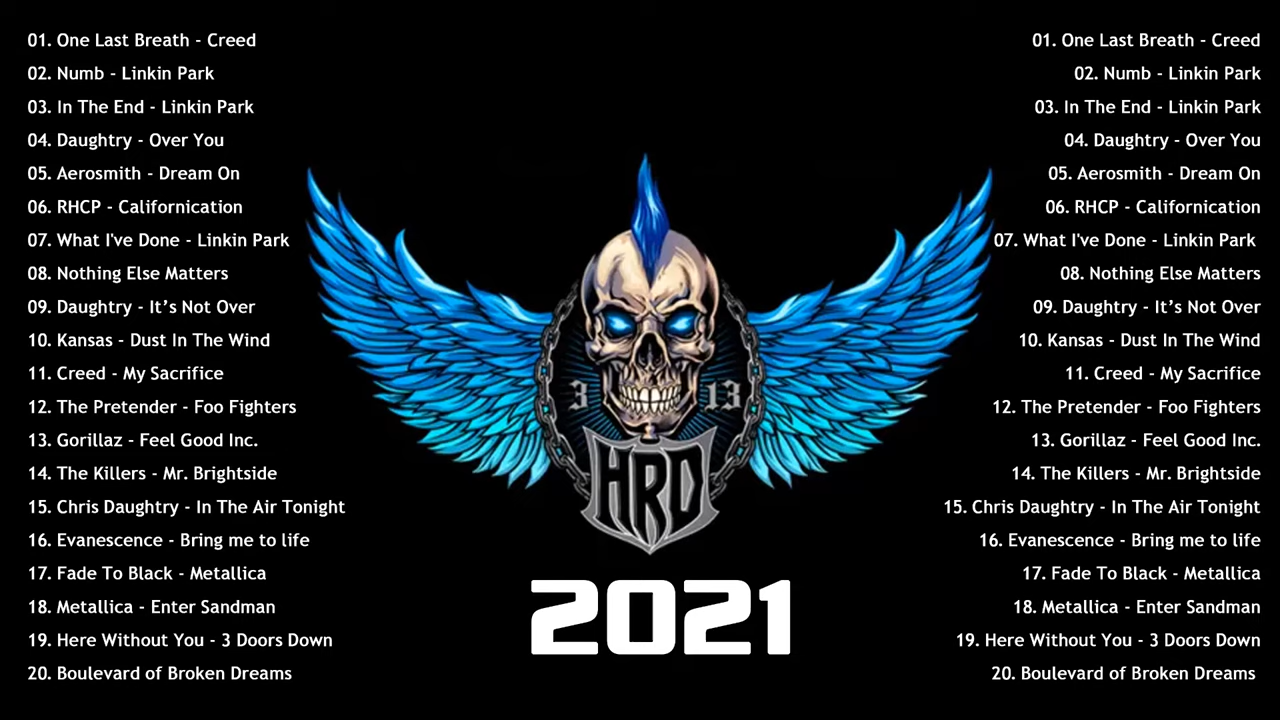 01. One Last Breath - Creed
02. Numb - Linkin Park
03. In The End - Linkin Park
04. Daughtry - Over You
05. Aerosmith - Dream On
06. RHCP - Californication
07. What I've Done - Linkin Park
08. Nothing Else Matters
09. Daughtry - It’s Not Over
10. Kansas - Dust In The Wind
11. Creed - My Sacrifice
12. The Pretender - Foo Fighters
13. Gorillaz - Feel Good Inc.
14. The Killers - Mr. Brightside
15. Chris Daughtry - In The Air Tonight
16. Evanescence - Bring me to life
17. Fade To Black - Metallica
18. Metallica - Enter Sandman
19. Here Without You - 3 Doors Down
20. Boulevard of Broken Dreams
3 13
HRD
2021
01. One Last Breath - Creed
02. Numb - Linkin Park
03. In The End - Linkin Park
04. Daughtry - Over You
05. Aerosmith - Dream On
06. RHCP - Californication
07. What I've Done - Linkin Park
08. Nothing Else Matters
09. Daughtry - It’s Not Over
10. Kansas - Dust In The Wind
11. Creed - My Sacrifice
12. The Pretender - Foo Fighters
13. Gorillaz - Feel Good Inc.
14. The Killers - Mr. Brightside
15. Chris Daughtry - In The Air Tonight
16. Evanescence - Bring me to life
17. Fade To Black - Metallica
18. Metallica - Enter Sandman
19. Here Without You - 3 Doors Down
20. Boulevard of Broken Dreams